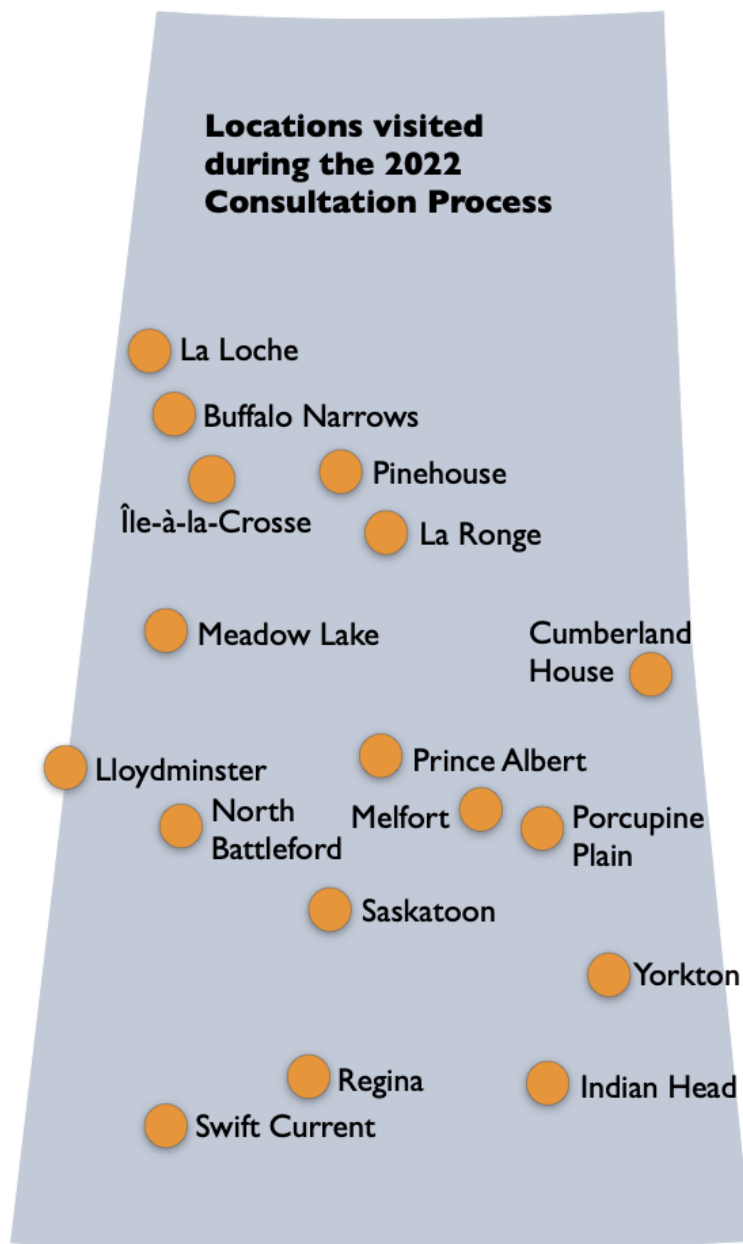 Locations visited
during the 2022
Consultation Process
La Loche
Buffalo Narrows
Pinehouse
Île-à-la-Crosse
La Ronge
Meadow Lake
Cumberland
House
Prince Albert
Lloydminster
North
Battleford
Melfort
Porcupine
Plain
Saskatoon
Yorkton
Regina
Indian Head
Swift Current